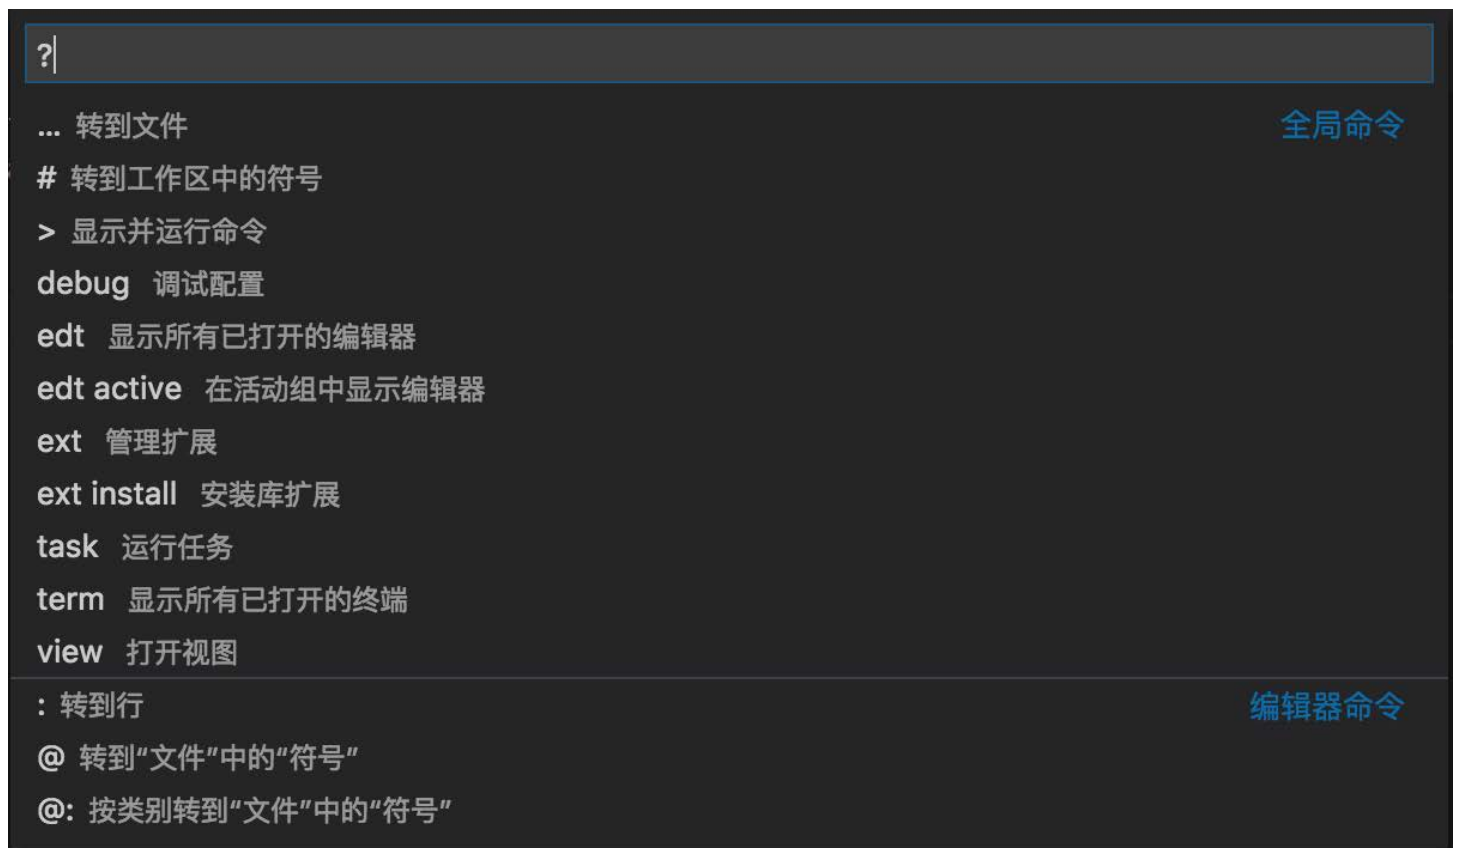 ?
... 转到文件 全局命令
# 转到工作区中的符号
> 显示并运行命令
debug 调试配置
edt 显示所有已打开的编辑器
edt active 在活动组中显示编辑器
ext 管理扩展
ext install 安装库扩展
task 运行任务
term 显示所有已打开的终端
view 打开视图
: 转到行 编辑器命令
@ 转到“文件”中的“符号”
@: 按类别转到“文件”中的“符号”